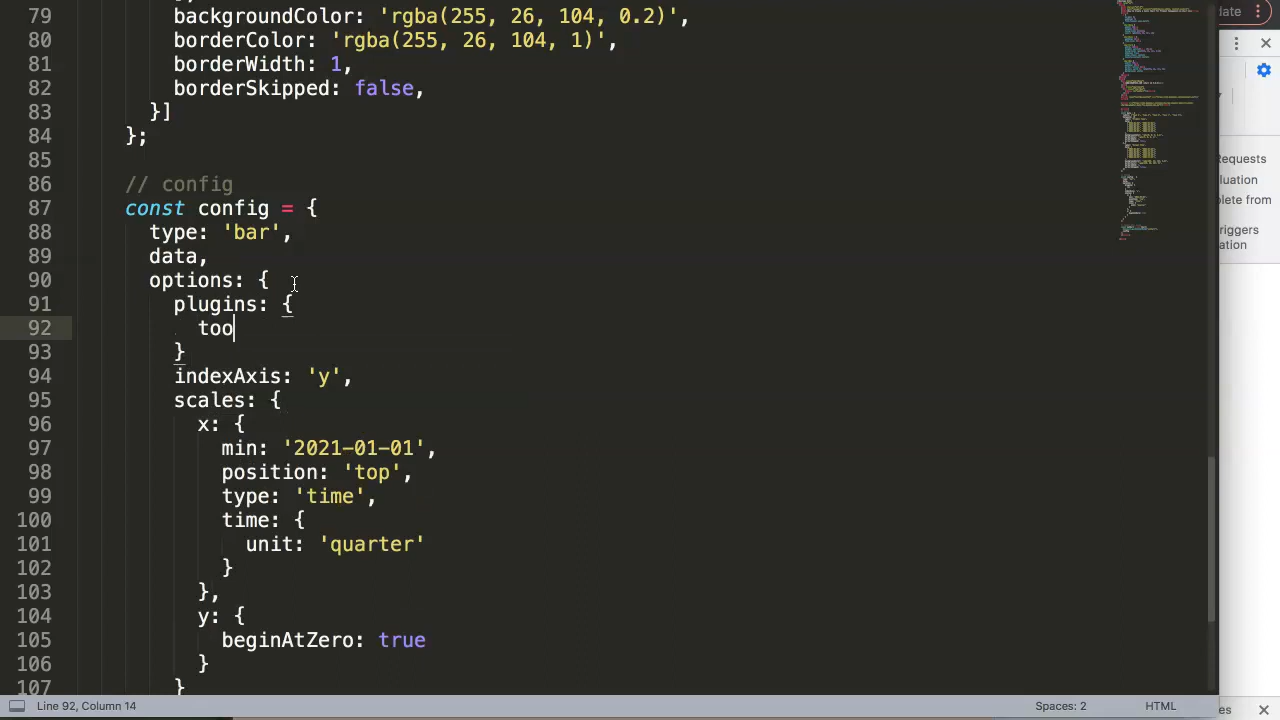 79 backgroundColor: 'rgba(255, 26, 104, 0.2)',
80 borderColor: 'rgba(255, 26, 104, 1)',
81 borderWidth: 1,
82 borderSkipped: false,
83 }]
84 };
85
86 // config
87 const config = {
88 type: 'bar',
89 data,
90 options: {
91 plugins: {
92 too
93 }
94 indexAxis: 'y',
95 scales: {
96 x: {
97 min: '2021-01-01',
98 position: 'top',
99 type: 'time',
100 time: {
101 unit: 'quarter'
102 }
103 },
104 y: {
105 beginAtZero: true
106 }
107 }
Line 92, Column 14
Spaces: 2
HTML
date
equests
luation
plete from
riggers
ation
es